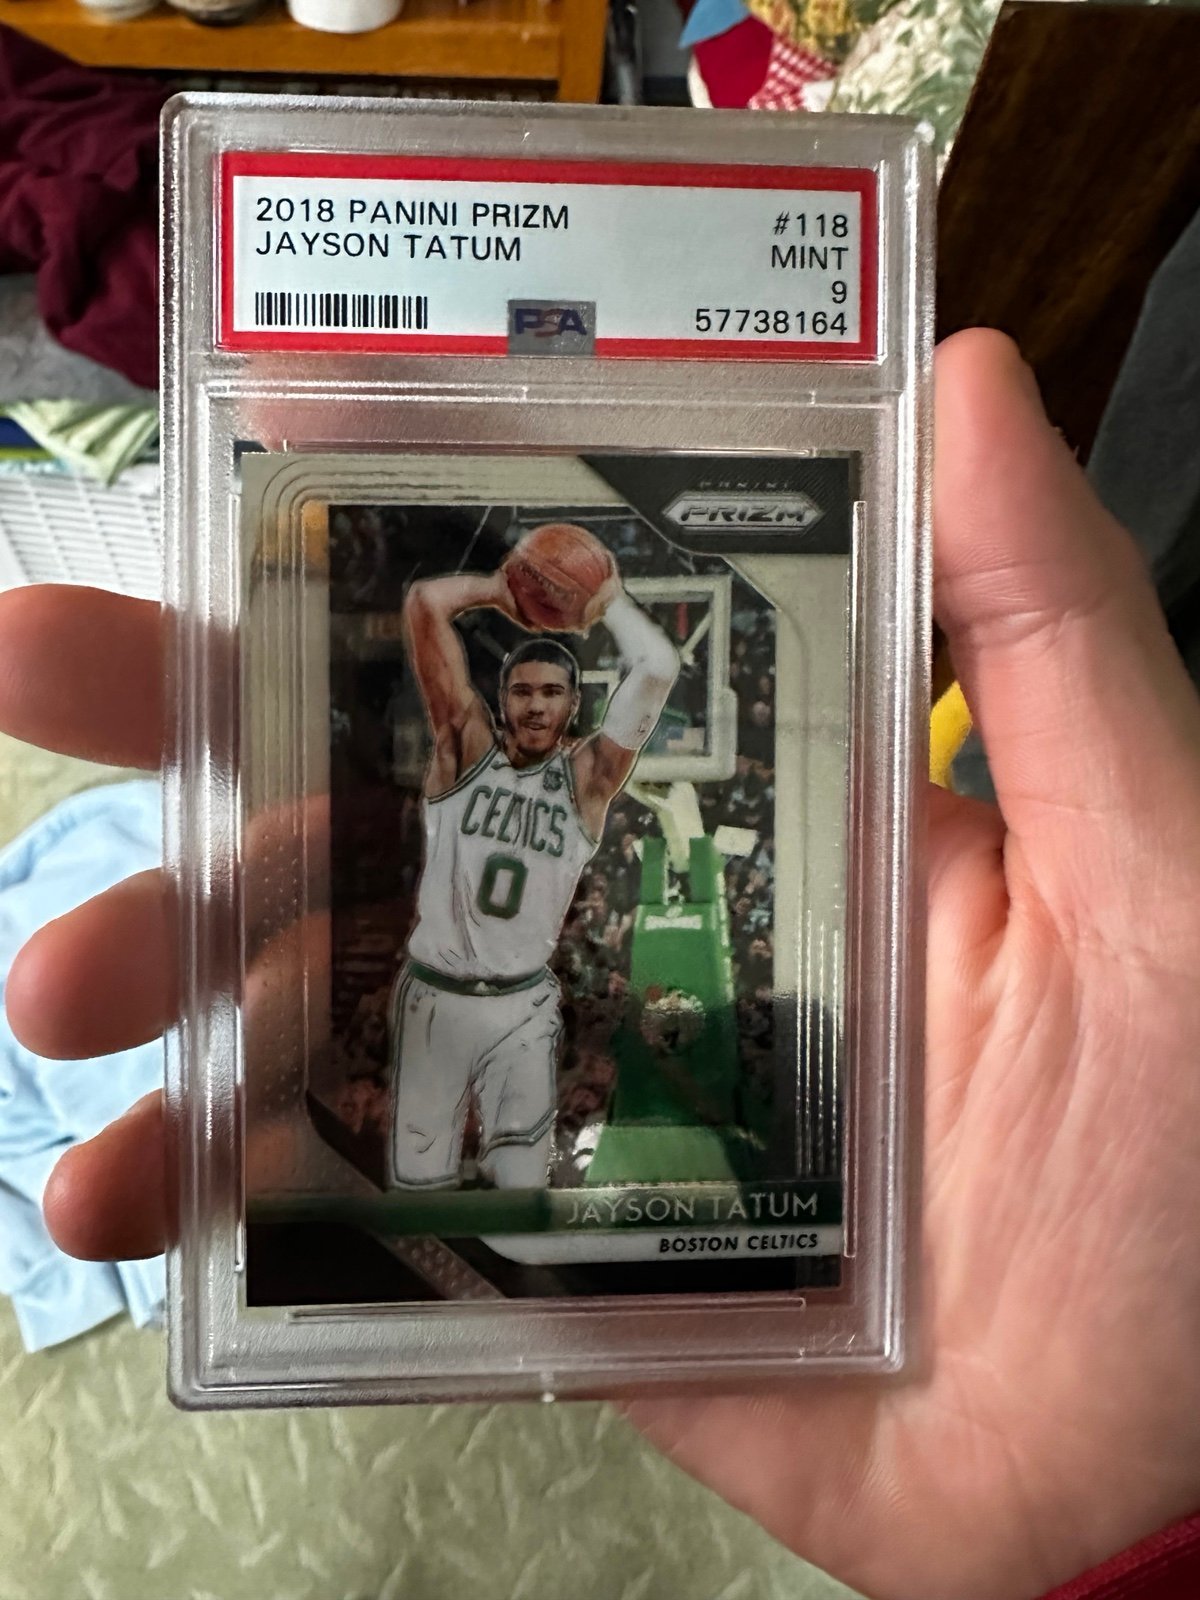 2018 PANINI PRIZM
JAYSON TATUM
#118
MINT
9
57738164
PSA
PANINI
PRIZM
CELTICS
0
JAYSON TATUM
BOSTON CELTICS